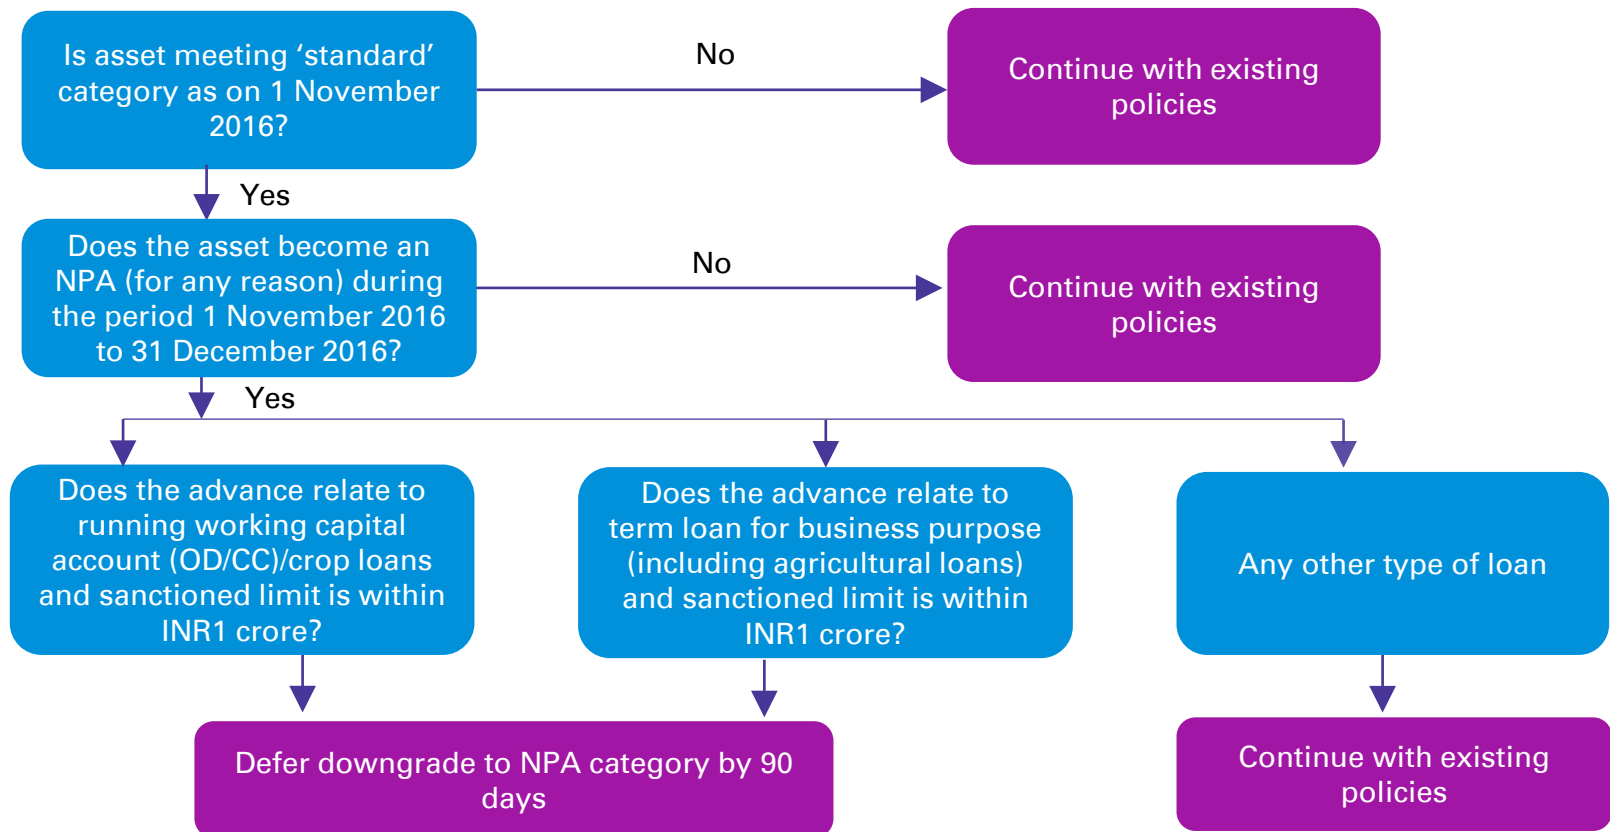 Is asset meeting ‘standard’
category as on 1 November
2016?
No
Continue with existing
policies
Yes
Does the asset become an
NPA (for any reason) during
the period 1 November 2016
to 31 December 2016?
No
Continue with existing
policies
Yes
Does the advance relate to
running working capital
account (OD/CC)/crop loans
and sanctioned limit is within
INR1 crore?
Does the advance relate to
term loan for business purpose
(including agricultural loans)
and sanctioned limit is within
INR1 crore?
Any other type of loan
Defer downgrade to NPA category by 90
days
Continue with existing
policies